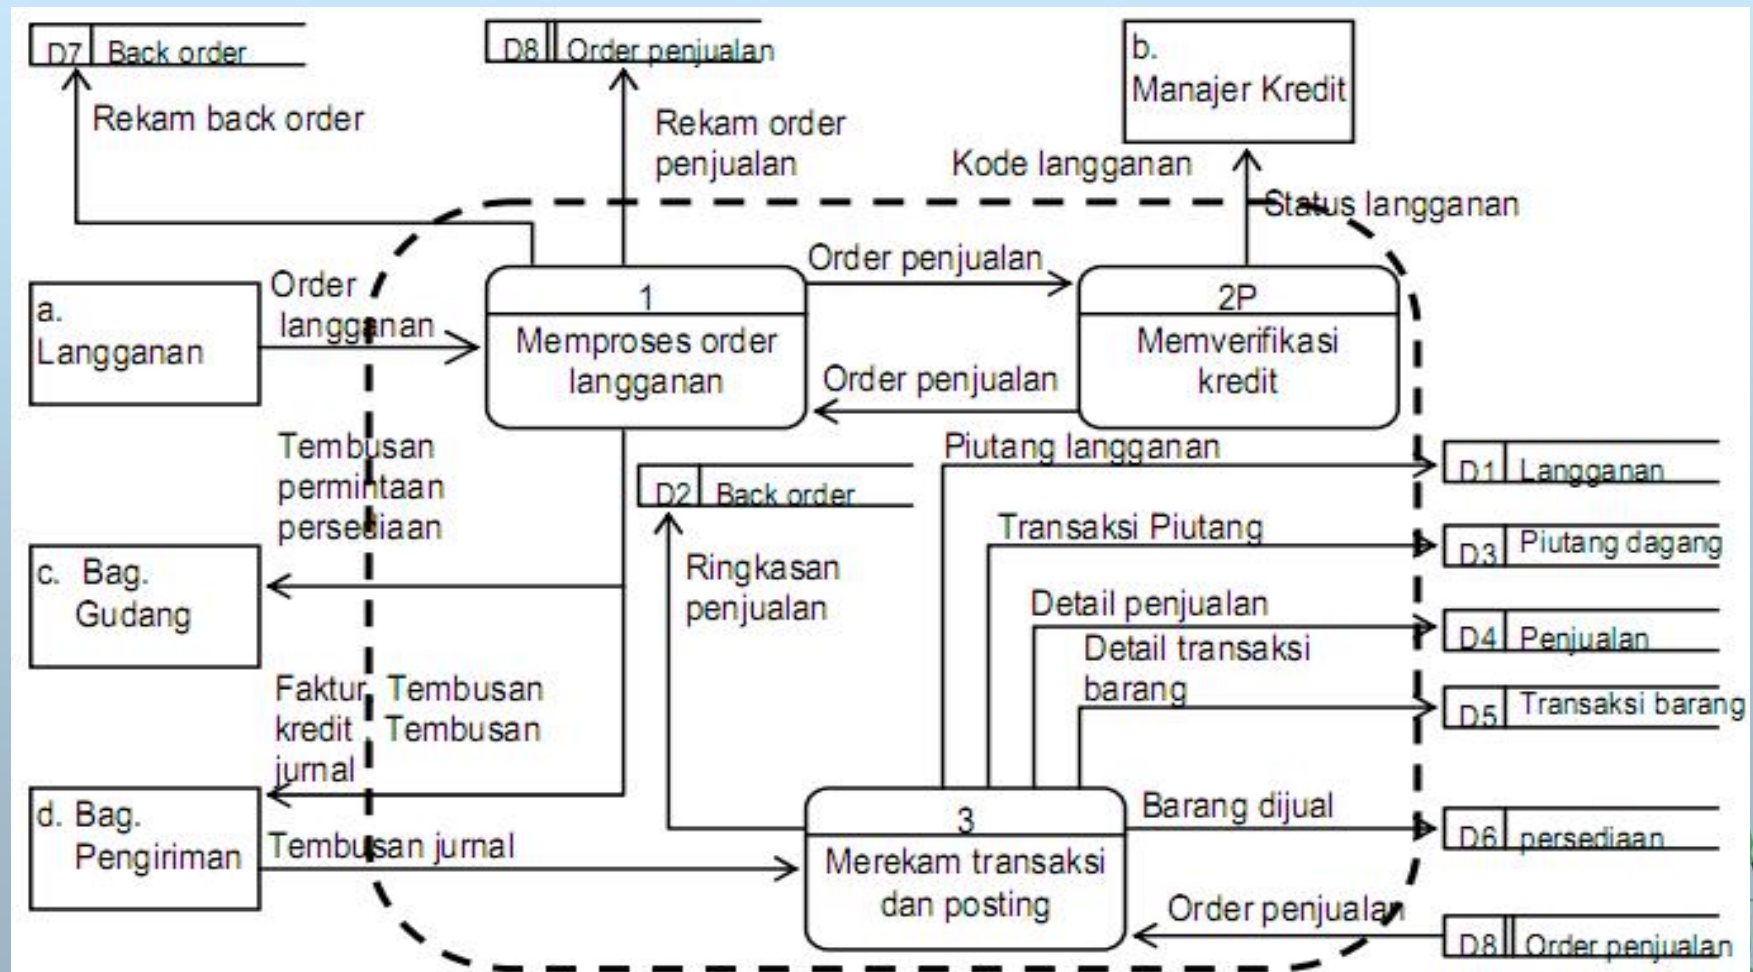 D7 Back order
D8 Order penjualan
b.
Manajer Kredit
Rekam back order
Rekam order
penjualan
Kode langganan
Status langganan
Order penjualan
a.
Langganan
Order
langganan
1
Memproses order
langganan
2P
Memverifikasi
kredit
Order penjualan
Tembusan
permintaan
persediaan
Piutang langganan
D1 Langganan
D2 Back order
Transaksi Piutang
D3 Piutang dagang
c. Bag.
Gudang
Ringkasan
penjualan
Detail penjualan
D4 Penjualan
Detail transaksi
barang
D5 Transaksi barang
Faktur Tembusan
kredit Tembusan
jurnal
d. Bag.
Pengiriman
Tembusan jurnal
3
Merekam transaksi
dan posting
Barang dijual
D6 persediaan
Order penjualan
D8 Order penjualan